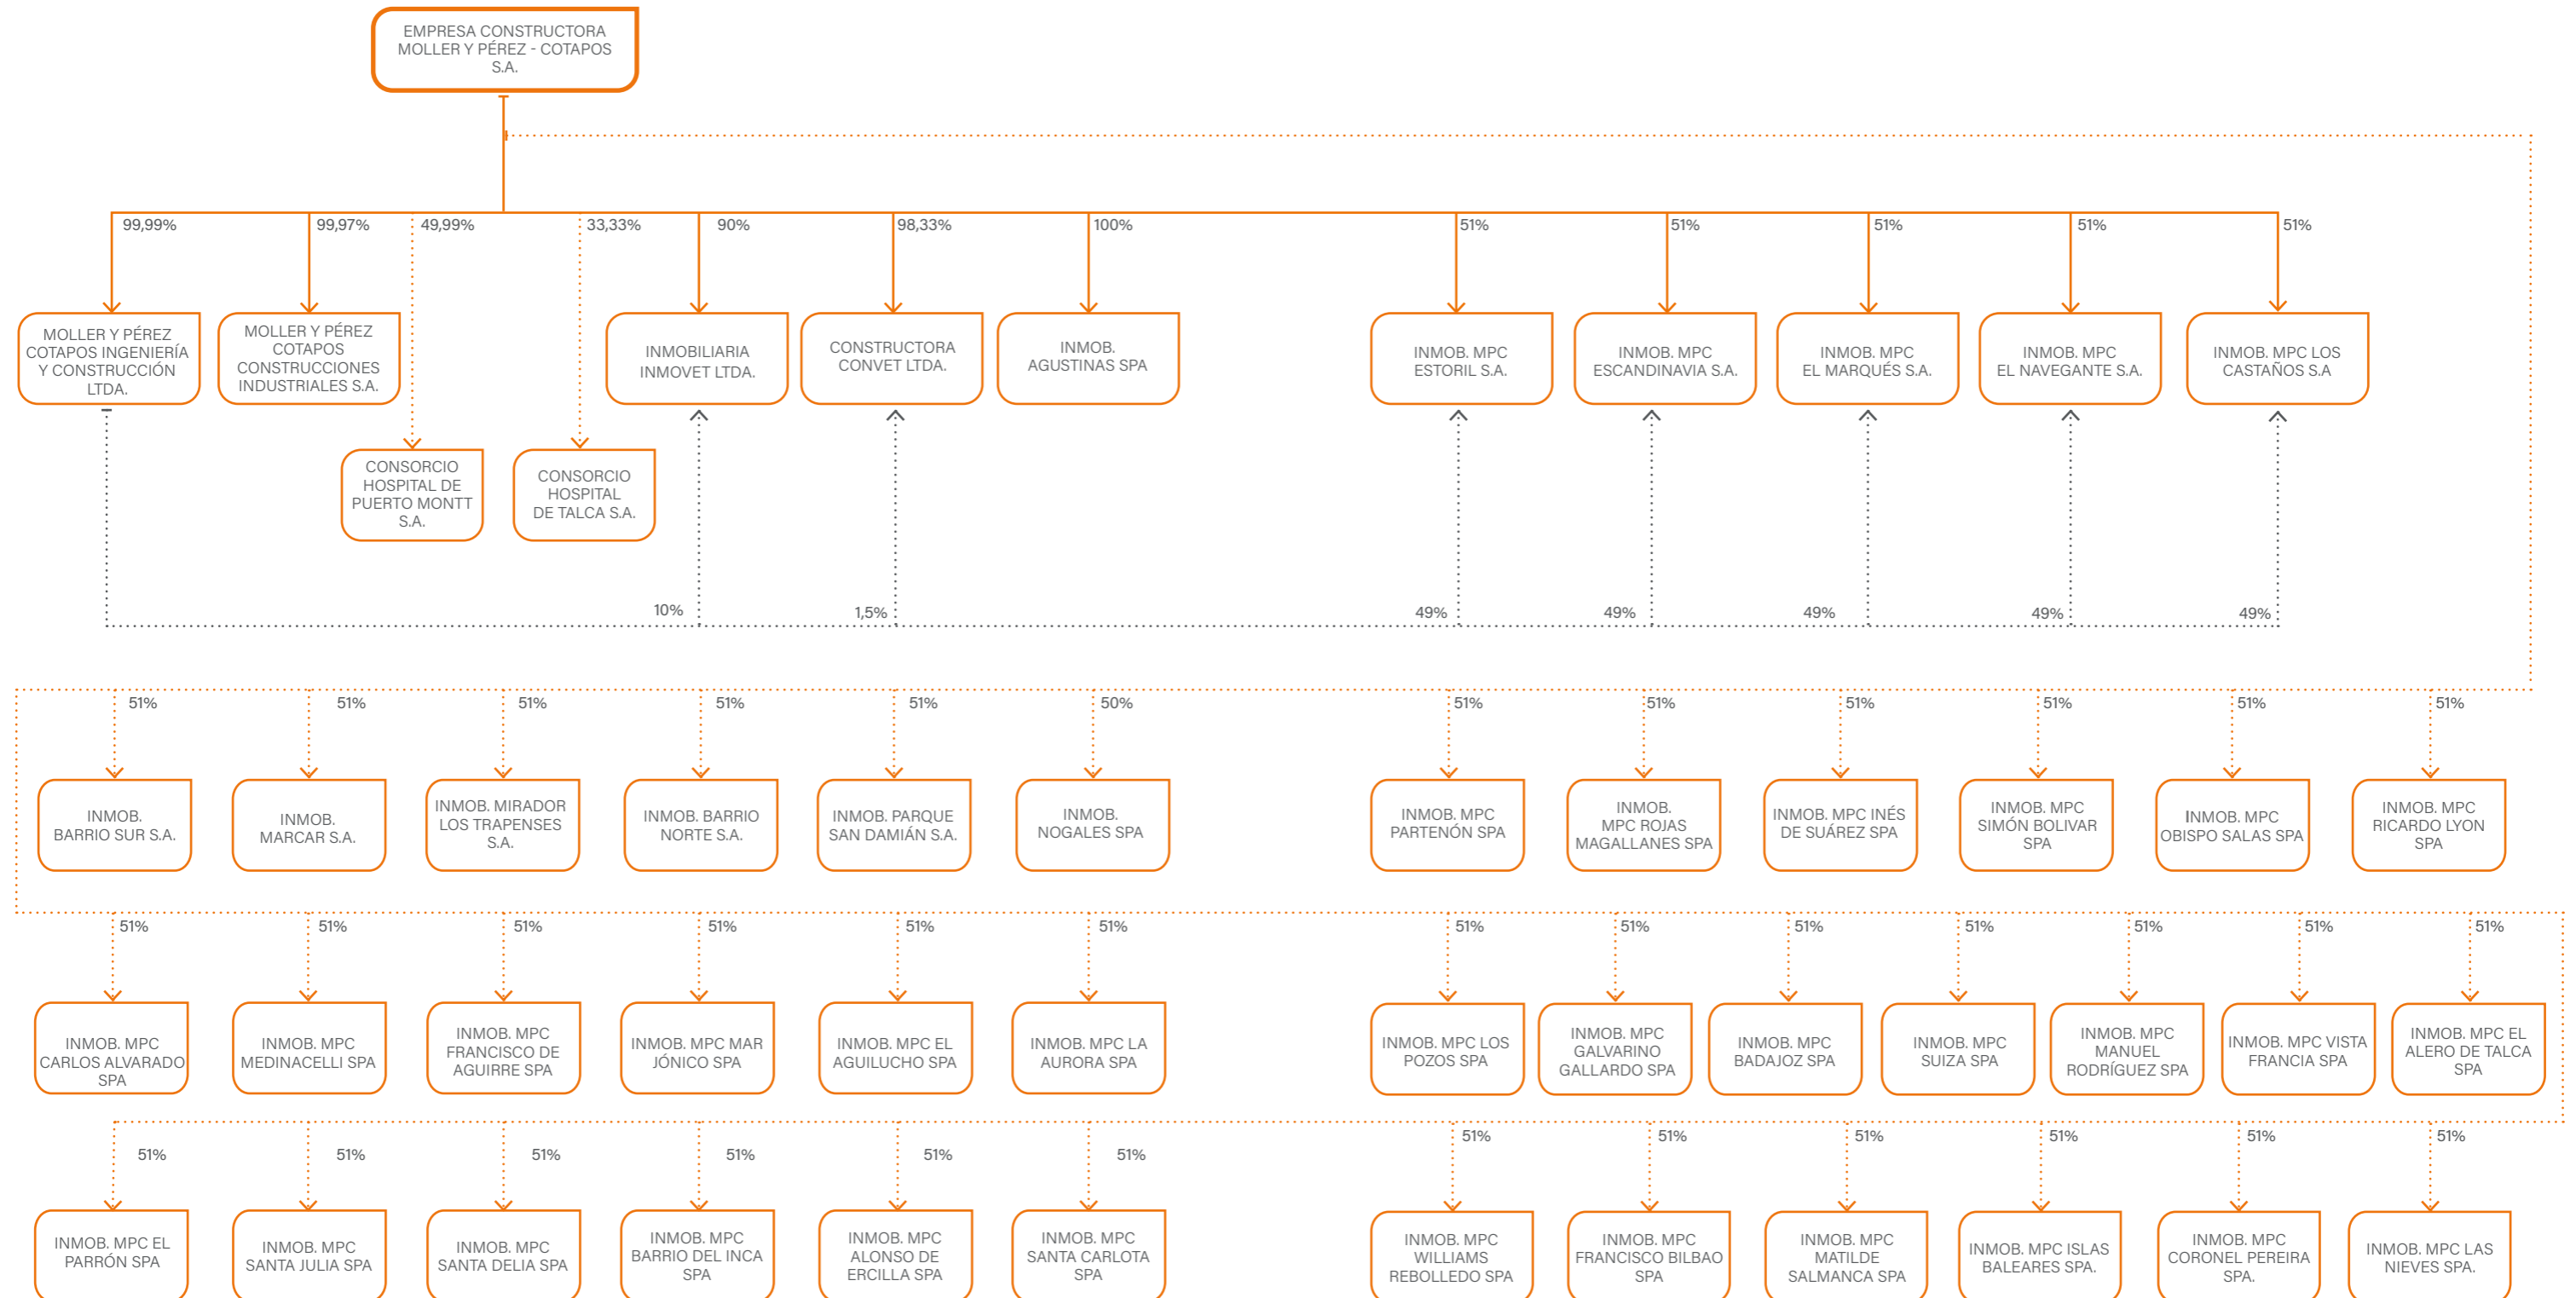 EMPRESA CONSTRUCTORA
MOLLER Y PÉREZ - COTAPOS
S.A.
99,99%
99,97%
49,99%
33,33%
90%
98,33%
100%
51%
51%
51%
51%
51%
MOLLER Y PÉREZ
COTAPOS INGENIERÍA
Y CONSTRUCCIÓN
LTDA.
MOLLER Y PÉREZ
COTAPOS
CONSTRUCCIONES
INDUSTRIALES S.A.
INMOBILIARIA
INMOVET LTDA.
CONSTRUCTORA
CONVET LTDA.
INMOB.
AGUSTINAS SPA
INMOB. MPC
ESTORIL S.A.
INMOB. MPC
ESCANDINAVIA S.A.
INMOB. MPC
EL MARQUÉS S.A.
INMOB. MPC
EL NAVEGANTE S.A.
INMOB. MPC LOS
CASTAÑOS S.A
CONSORCIO
HOSPITAL DE
PUERTO MONTT
S.A.
CONSORCIO
HOSPITAL
DE TALCA S.A.
10%
1,5%
49%
49%
49%
49%
49%
51%
51%
51%
51%
51%
50%
51%
51%
51%
51%
51%
51%
INMOB.
BARRIO SUR S.A.
INMOB.
MARCAR S.A.
INMOB. MIRADOR
LOS TRAPENSES
S.A.
INMOB. BARRIO
NORTE S.A.
INMOB. PARQUE
SAN DAMIÁN S.A.
INMOB.
NOGALES SPA
INMOB. MPC
PARTENÓN SPA
INMOB.
MPC ROJAS
MAGALLANES SPA
INMOB. MPC INÉS
DE SUÁREZ SPA
INMOB. MPC
SIMÓN BOLIVAR
SPA
INMOB. MPC
OBISPO SALAS SPA
INMOB. MPC
RICARDO LYON
SPA
51%
51%
51%
51%
51%
51%
51%
51%
51%
51%
51%
51%
51%
INMOB. MPC
CARLOS ALVARADO
SPA
INMOB. MPC
MEDINACELLI SPA
INMOB. MPC
FRANCISCO DE
AGUIRRE SPA
INMOB. MPC MAR
JÓNICO SPA
INMOB. MPC EL
AGUILUCHO SPA
INMOB. MPC LA
AURORA SPA
INMOB. MPC LOS
POZOS SPA
INMOB. MPC
GALVARINO
GALLARDO SPA
INMOB. MPC
BADAJOZ SPA
INMOB. MPC
SUIZA SPA
INMOB. MPC
MANUEL
RODRÍGUEZ SPA
INMOB. MPC VISTA
FRANCIA SPA
INMOB. MPC EL
ALERO DE TALCA
SPA
51%
51%
51%
51%
51%
51%
51%
51%
51%
51%
51%
51%
INMOB. MPC EL
PARRÓN SPA
INMOB. MPC
SANTA JULIA SPA
INMOB. MPC
SANTA DELIA SPA
INMOB. MPC
BARRIO DEL INCA
SPA
INMOB. MPC
ALONSO DE
ERCILLA SPA
INMOB. MPC
SANTA CARLOTA
SPA
INMOB. MPC
WILLIAMS
REBOLLEDO SPA
INMOB. MPC
FRANCISCO BILBAO
SPA
INMOB. MPC
MATILDE
SALMANCA SPA
INMOB. MPC ISLAS
BALEARES SPA.
INMOB. MPC
CORONEL PEREIRA
SPA.
INMOB. MPC LAS
NIEVES SPA.